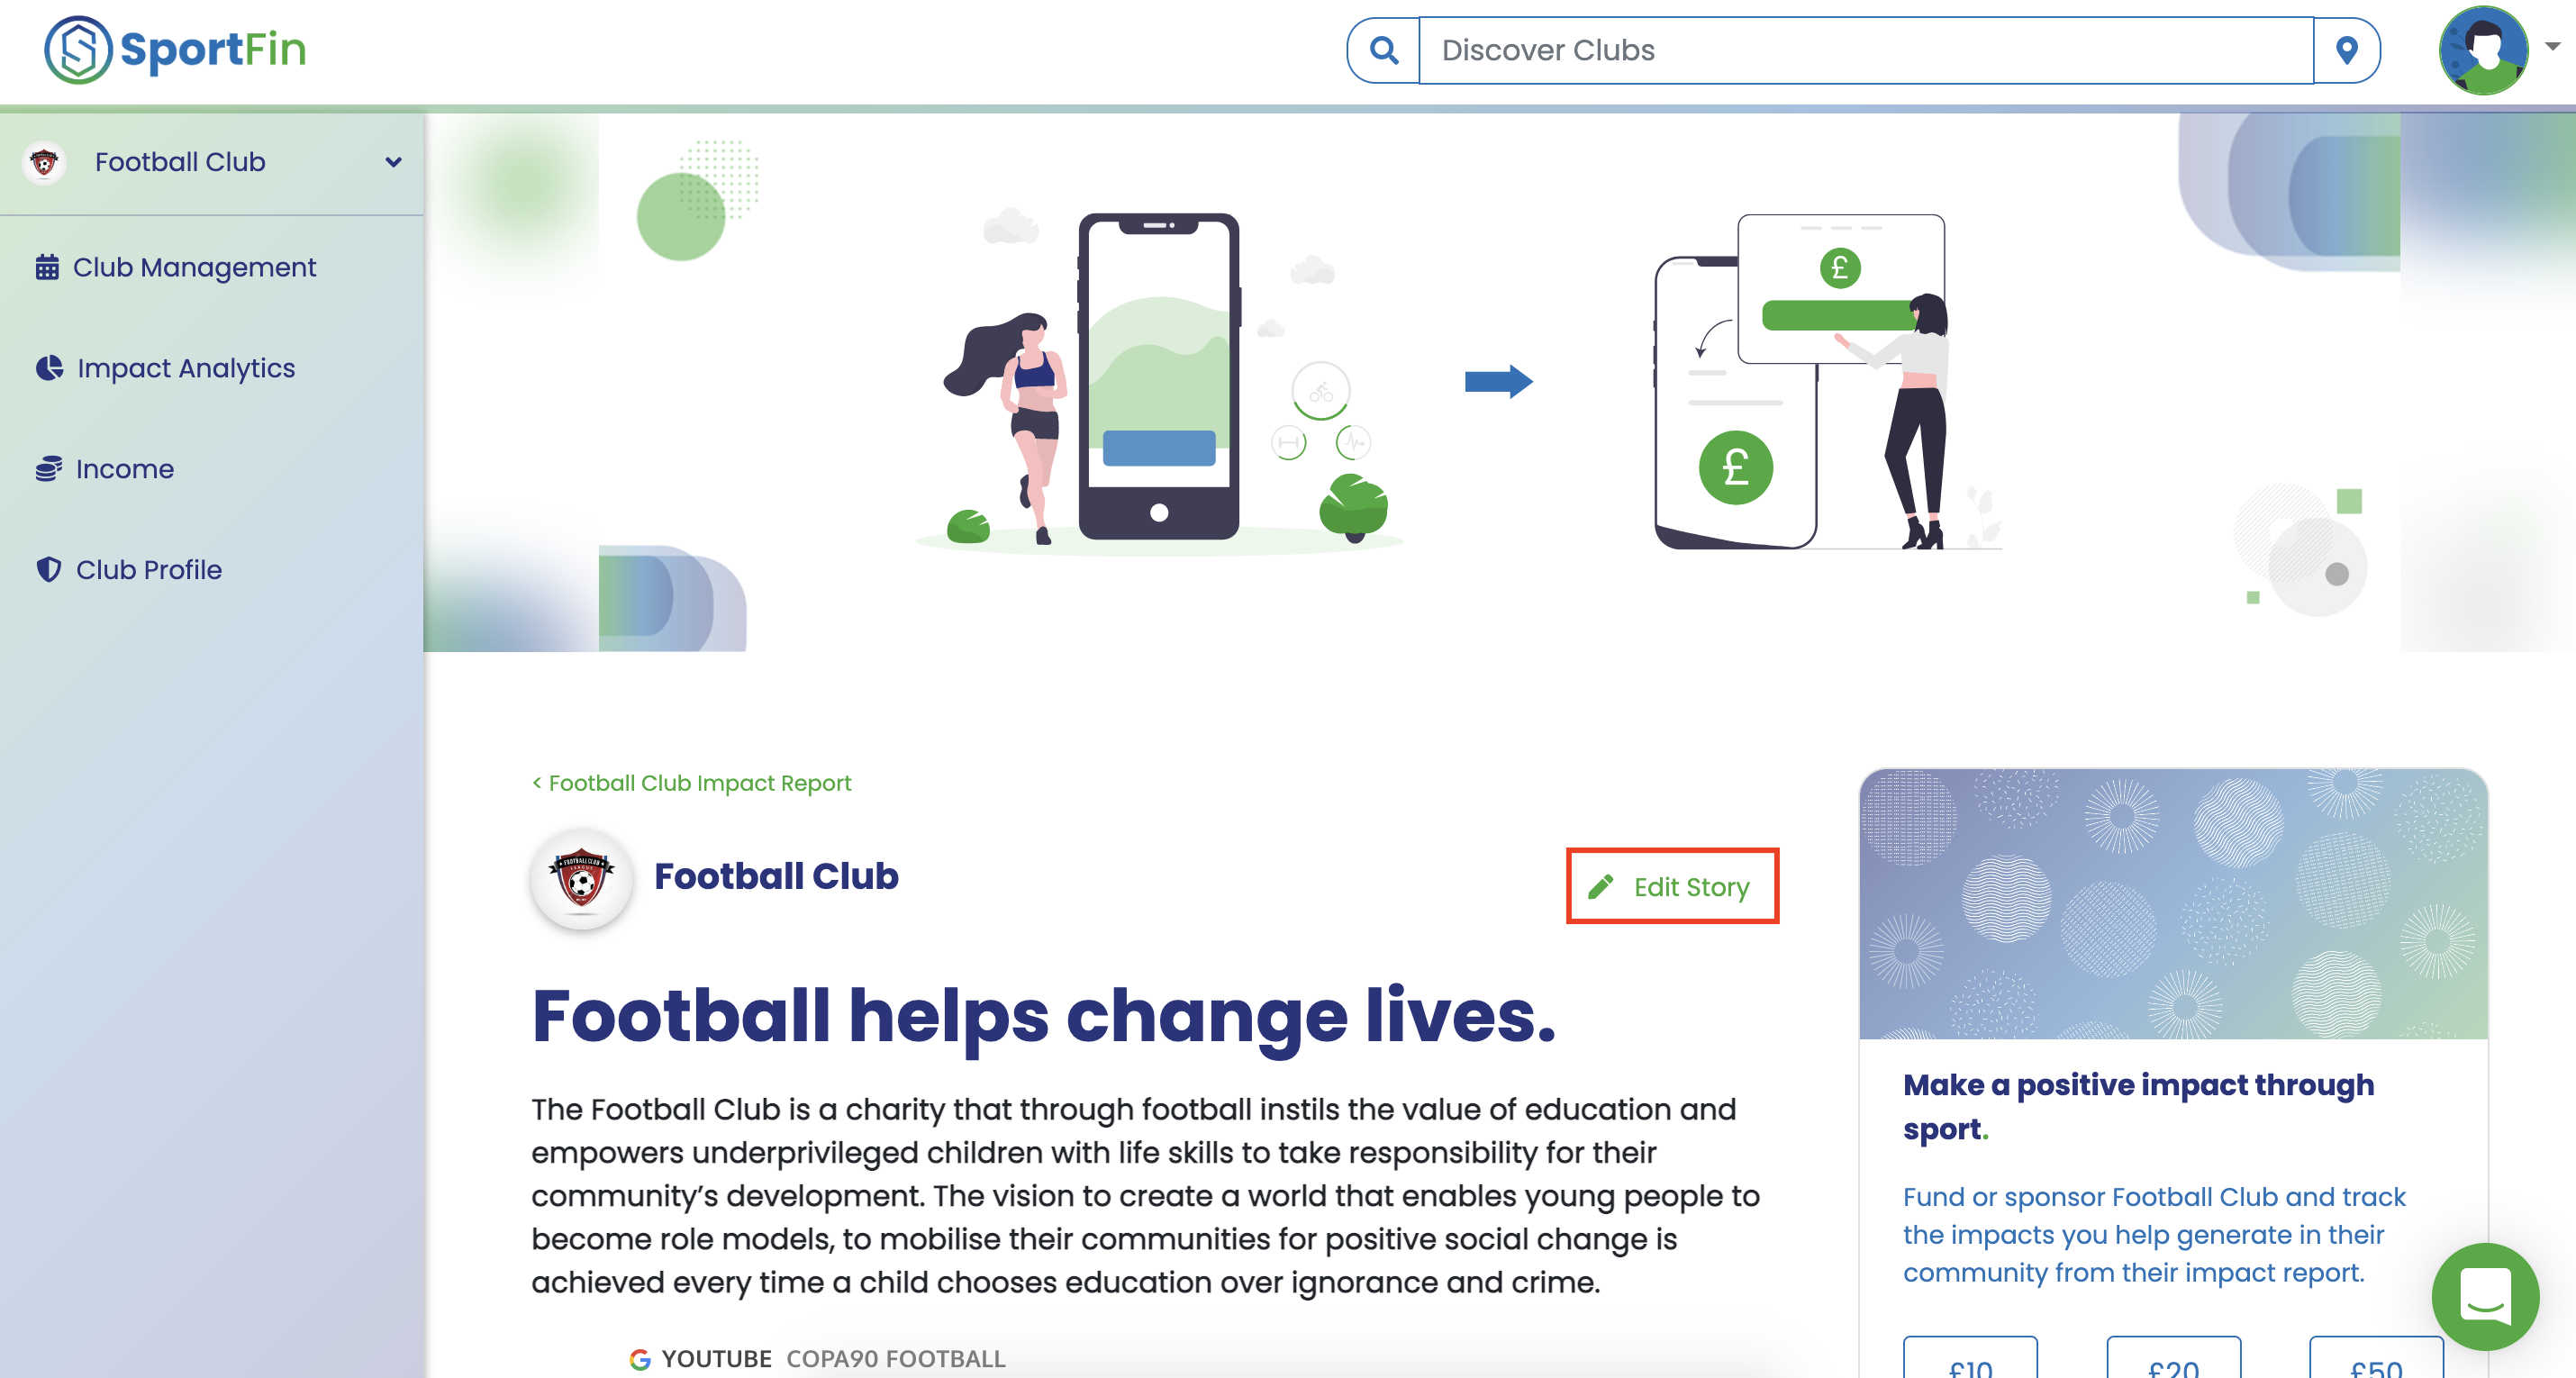 SportFin
Discover Clubs
Football Club
Club Management
Impact Analytics
Income
Club Profile
£
£
< Football Club Impact Report
Football Club
Edit Story
Football helps change lives.
The Football Club is a charity that through football instils the value of education and
empowers underprivileged children with life skills to take responsibility for their
community’s development. The vision to create a world that enables young people to
become role models, to mobilise their communities for positive social change is
achieved every time a child chooses education over ignorance and crime.
YOUTUBE COPA90 FOOTBALL
Make a positive impact through
sport.
Fund or sponsor Football Club and track
the impacts you help generate in their
community from their impact report.
£10 £20 £50